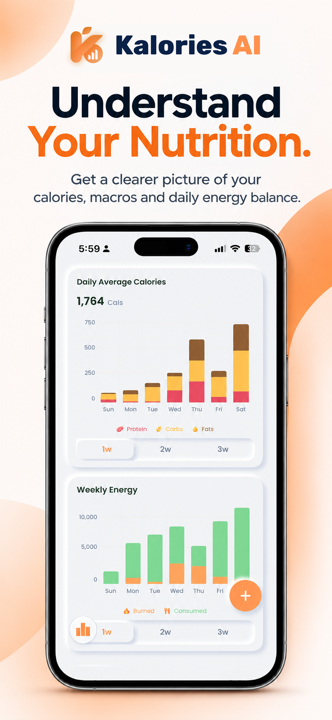 Kalories AI
Understand
Your Nutrition.
Get a clearer picture of your
calories, macros and daily energy balance.
5:59
32
Daily Average Calories
1,764 Cals
750
500
250
0
Sun Mon Tue Wed Thu Fri Sat
Protein Carbs Fats
1w 2w 3w
Weekly Energy
10,000
5,000
0
Sun Mon Tue Wed Thu Fri
Burned Consumed
+
1w 2w 3w